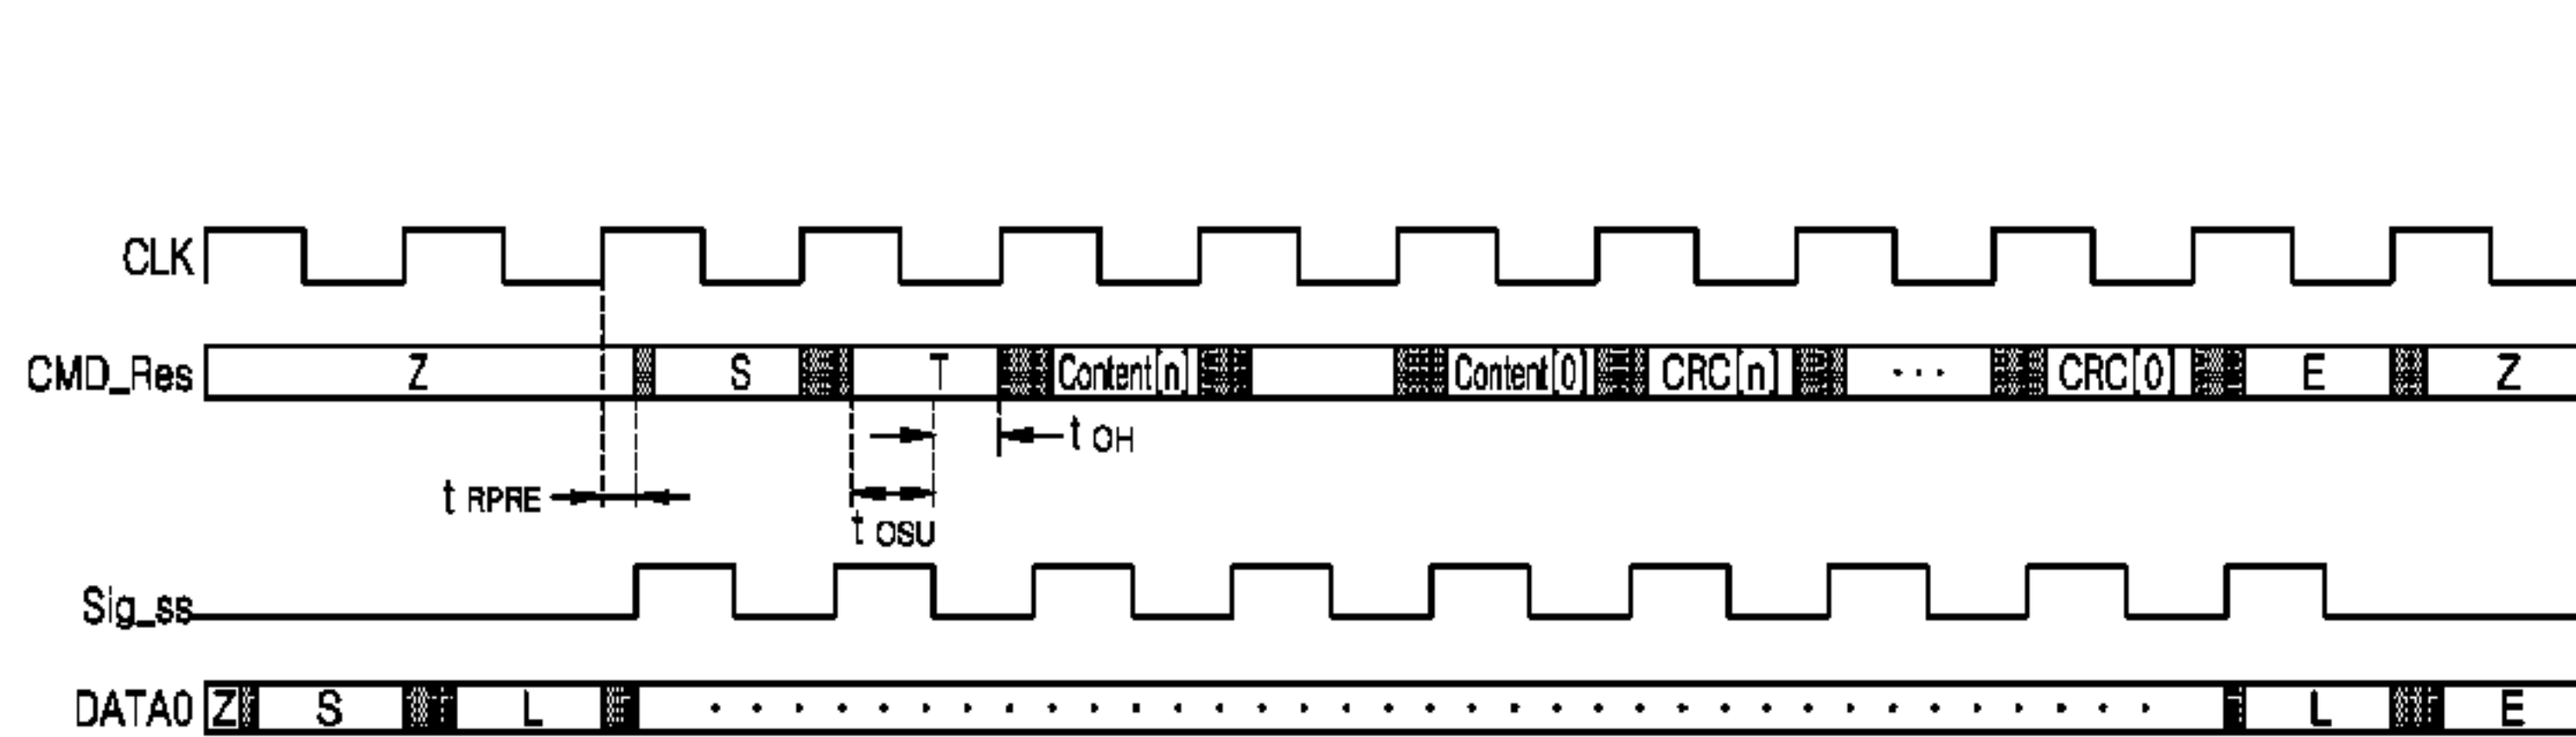 CLK
CMD_Res Z S T Content[n] Content[0] CRC[n] ... CRC[0] E Z
t OH
t RPRE
t OSU
Sig_ss
DATA0 Z S L L E